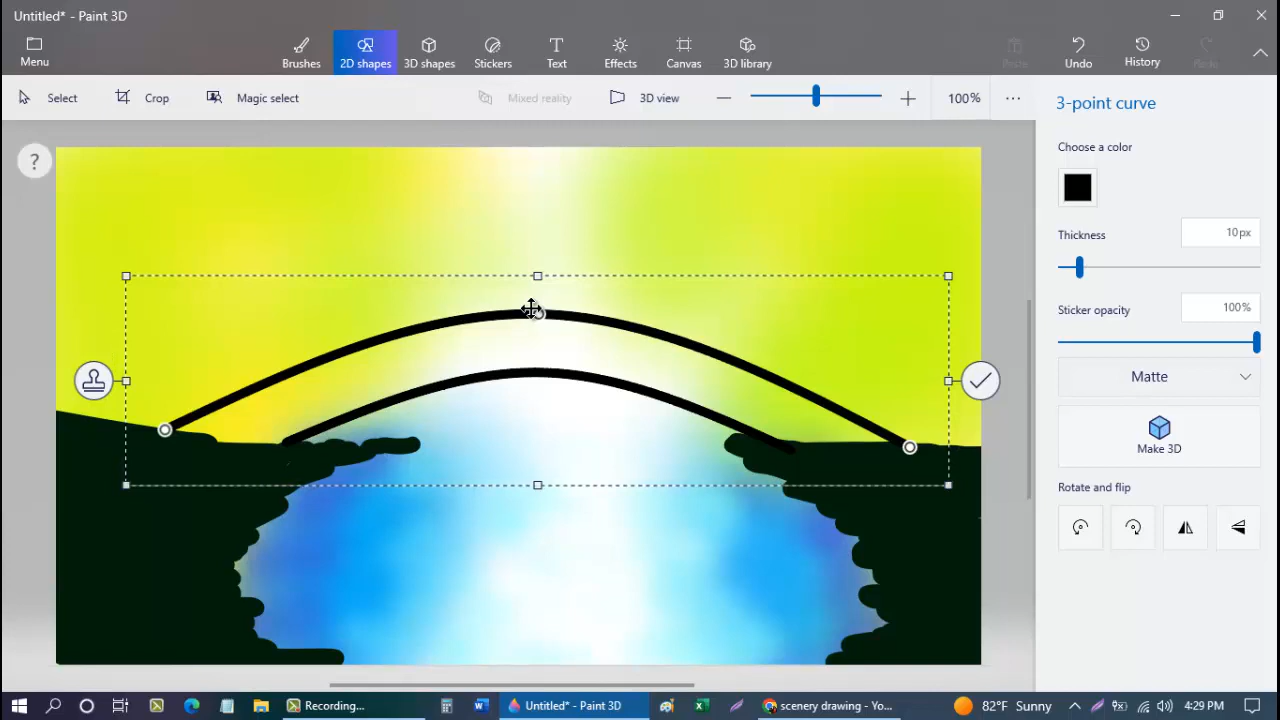 Untitled* - Paint 3D
Menu
Brushes
2D shapes
3D shapes
Stickers
Text
Effects
Canvas
3D library
Paste
Undo
History
Redo
Select
Crop
Magic select
Mixed reality
3D view
100%
3-point curve
Choose a color
Thickness
10px
Sticker opacity
100%
Matte
Make 3D
Rotate and flip
?
Recording...
Untitled* - Paint 3D
scenery drawing - Yo...
82°F Sunny
4:29 PM